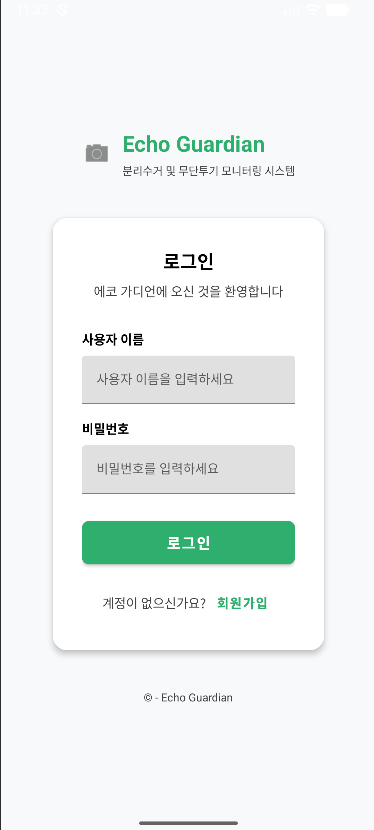 Echo Guardian
분리수거 및 무단투기 모니터링 시스템
로그인
에코 가디언에 오신 것을 환영합니다
사용자 이름
사용자 이름을 입력하세요
비밀번호
비밀번호를 입력하세요
로그인
계정이 없으신가요? 회원가입
© - Echo Guardian